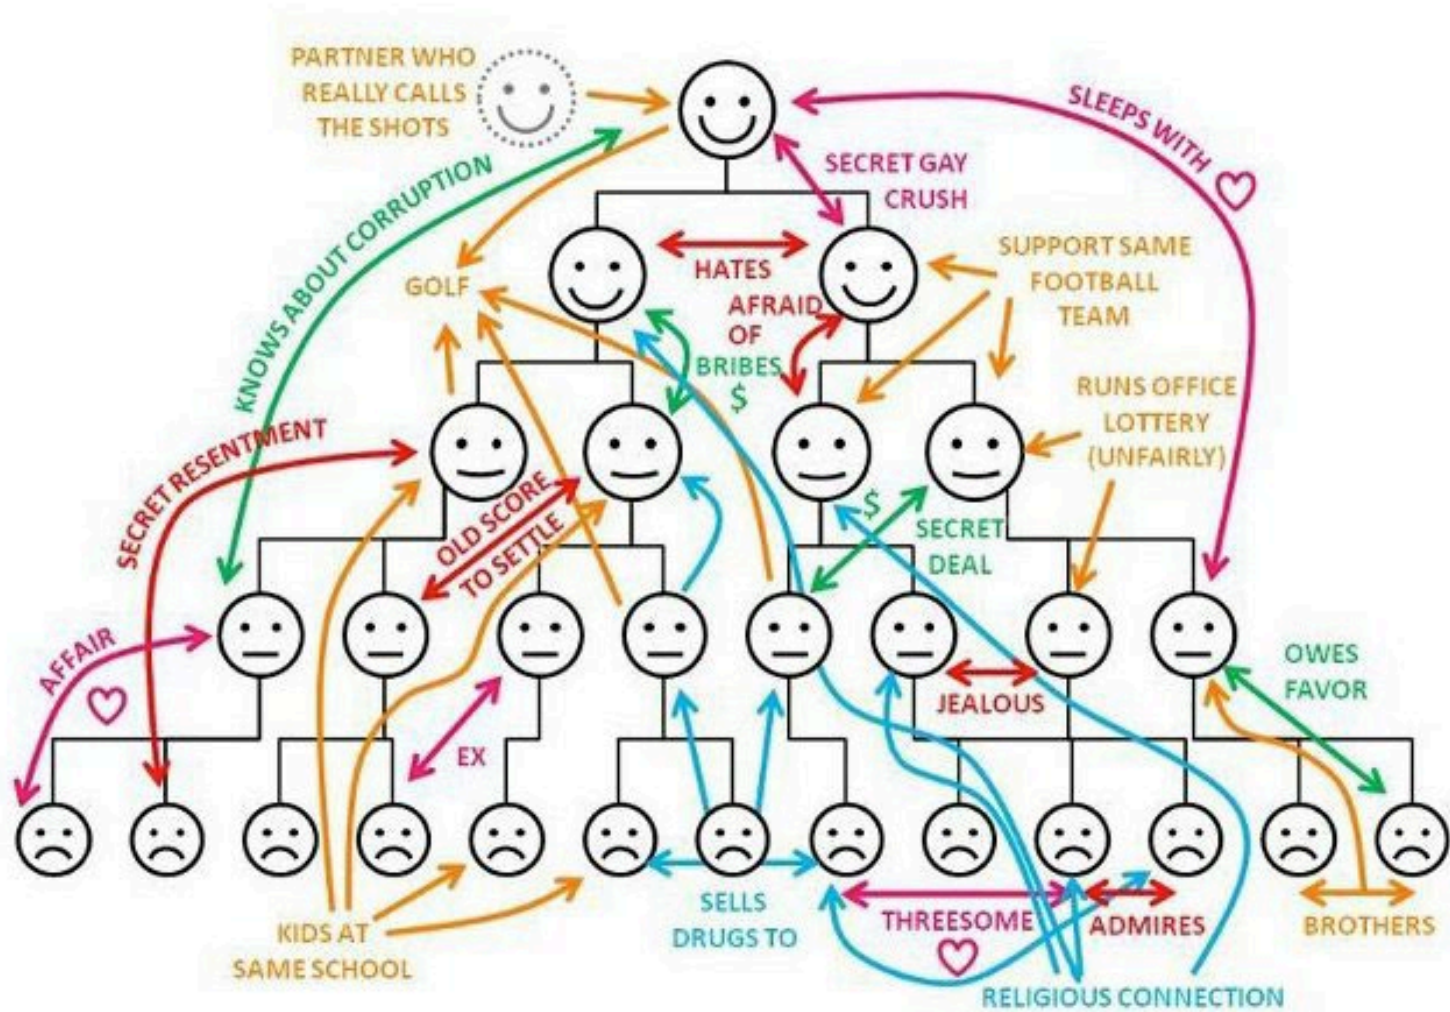 PARTNER WHO
REALLY CALLS
THE SHOTS
SLEEPS WITH
SECRET GAY
CRUSH
KNOWS ABOUT CORRUPTION
HATES
SUPPORT SAME
FOOTBALL
TEAM
GOLF
AFRAID
OF
BRIBES
$
RUNS OFFICE
LOTTERY
(UNFAIRLY)
SECRET RESENTMENT
OLD SCORE
TO SETTLE
$
SECRET
DEAL
AFFAIR
OWES
FAVOR
JEALOUS
EX
SELLS
DRUGS TO
THREESOME
ADMIRES
BROTHERS
KIDS AT
SAME SCHOOL
RELIGIOUS CONNECTION